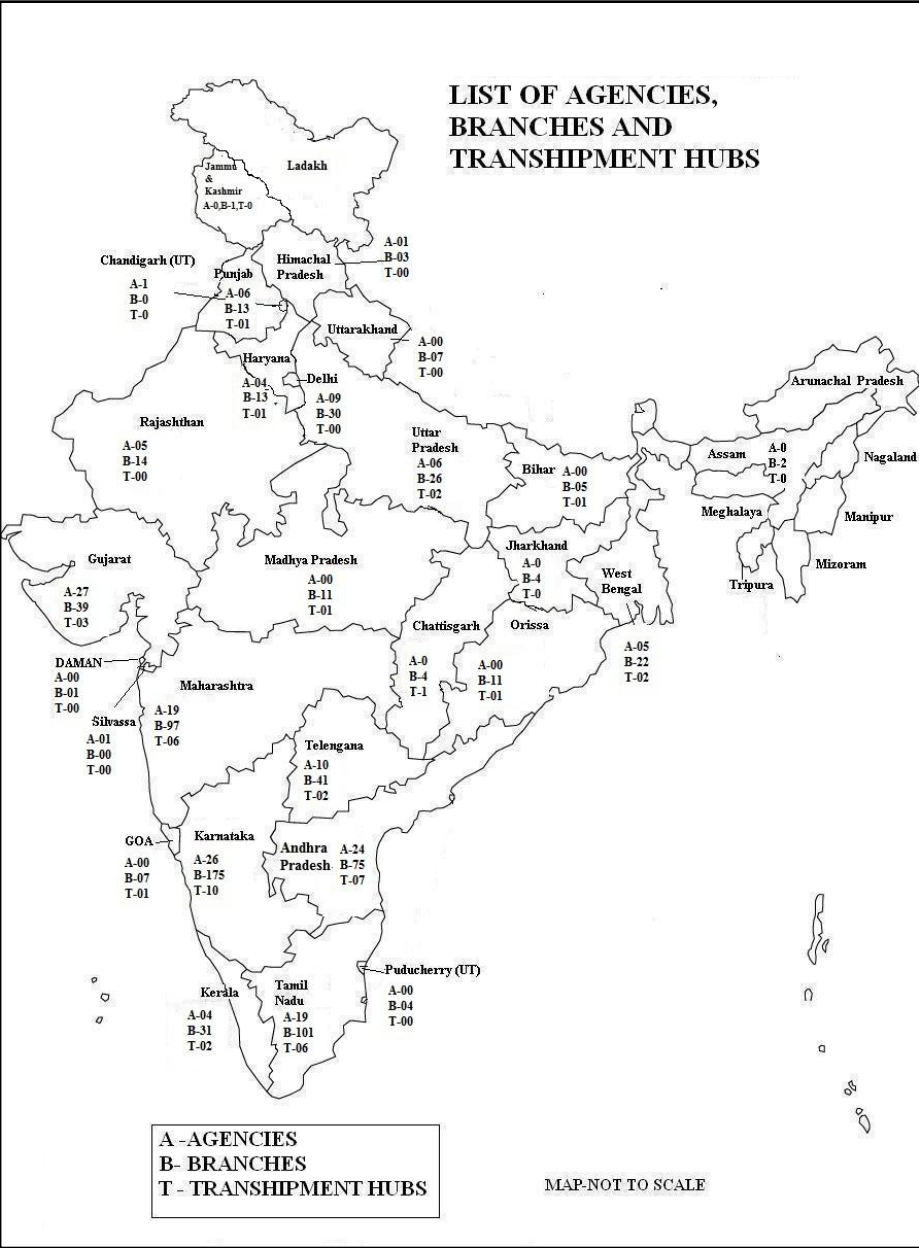 LIST OF AGENCIES,
BRANCHES AND
TRANSHIPMENT HUBS
Ladakh
Jammu
&
Kashmir
A-0,B-1,T-0
Himachal
Pradesh
A-01
B-03
T-00
Chandigarh (UT)
A-1
B-0
T-0
Punjab
A-06
B-13
T-01
Uttarakhand
A-00
B-07
T-00
Haryana
A-04
B-13
T-01
Delhi
A-09
B-30
T-00
Rajashthan
A-05
B-14
T-00
Uttar
Pradesh
A-06
B-26
T-02
Bihar
A-00
B-05
T-01
Arunachal Pradesh
Assam
A-0
B-2
T-0
Nagaland
Meghalaya
Manipur
Mizoram
Tripura
Gujarat
A-27
B-39
T-03
Madhya Pradesh
A-00
B-11
T-01
Jharkhand
A-0
B-4
T-0
West
Bengal
A-05
B-22
T-02
Chattisgarh
A-0
B-4
T-1
Orissa
A-00
B-11
T-01
DAMAN
A-00
B-01
T-00
Silvassa
A-01
B-00
T-00
Maharashtra
A-19
B-97
T-06
Telengana
A-10
B-41
T-02
GOA
A-00
B-07
T-01
Karnataka
A-26
B-175
T-10
Andhra
Pradesh
A-24
B-75
T-07
Puducherry (UT)
A-00
B-04
T-00
Kerala
A-04
B-31
T-02
Tamil
Nadu
A-19
B-101
T-06
A -AGENCIES
B- BRANCHES
T - TRANSHIPMENT HUBS
MAP-NOT TO SCALE